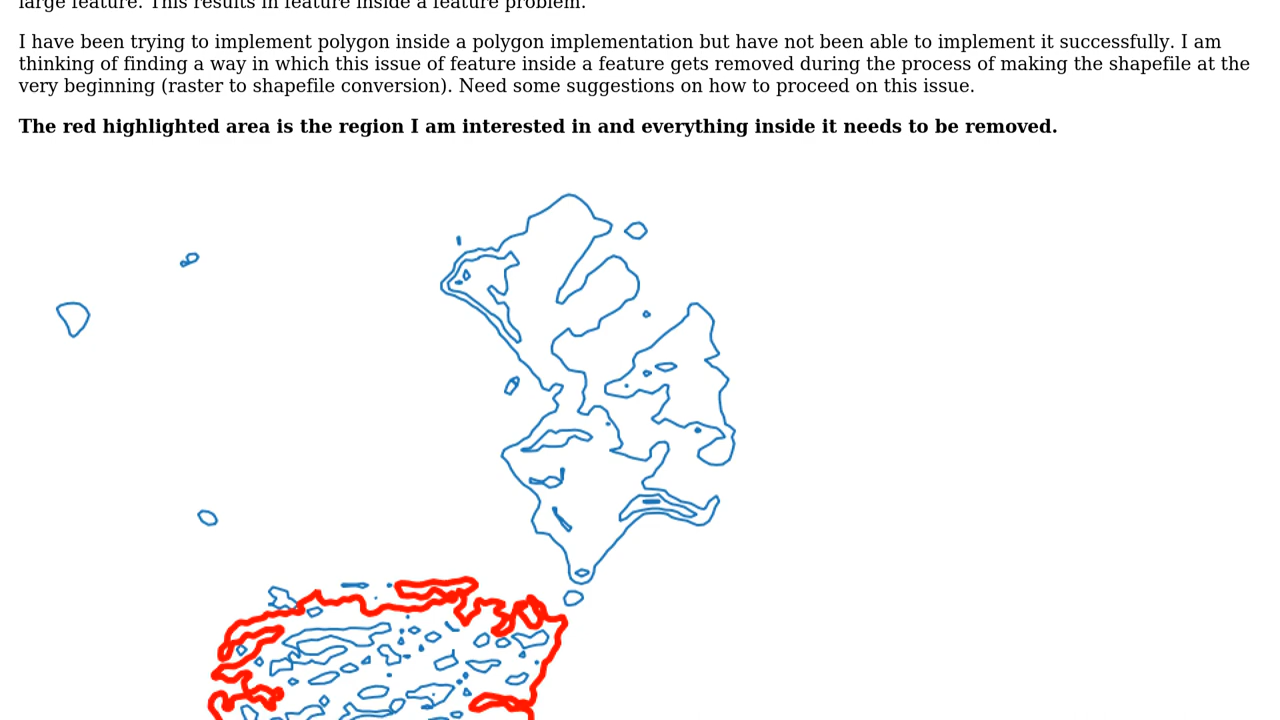 large feature. This results in feature inside a feature problem.
I have been trying to implement polygon inside a polygon implementation but have not been able to implement it successfully. I am
thinking of finding a way in which this issue of feature inside a feature gets removed during the process of making the shapefile at the
very beginning (raster to shapefile conversion). Need some suggestions on how to proceed on this issue.
The red highlighted area is the region I am interested in and everything inside it needs to be removed.